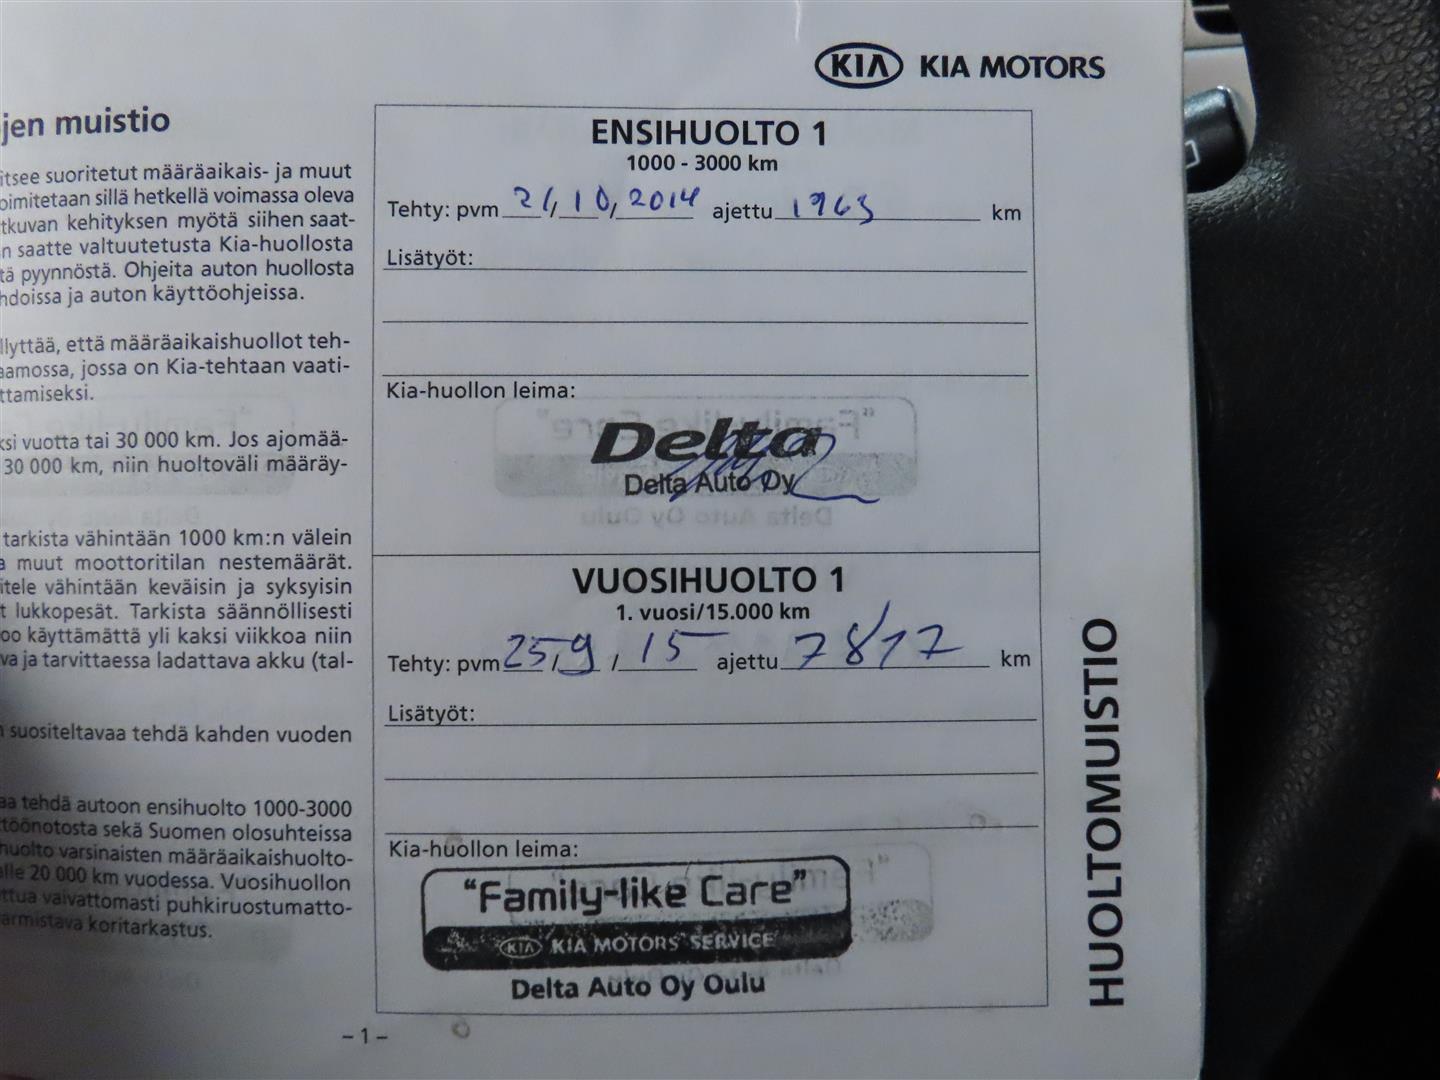 KIA KIA MOTORS
jen muistio
itsee suoritetut määräaikais- ja muut
oimitetaan sillä hetkellä voimassa oleva
tkuvan kehityksen myötä siihen saat-
n saatte valtuutetusta Kia-huollosta
tä pyynnöstä. Ohjeita auton huollosta
hdoissa ja auton käyttöohjeissa.
llyttää, että määräaikaishuollot teh-
aamossa, jossa on Kia-tehtaan vaati-
ttamiseksi.
ksi vuotta tai 30 000 km. Jos ajomää-
30 000 km, niin huoltoväli määräy-
tarkista vähintään 1000 km:n välein
a muut moottoritilan nestemäärät.
itele vähintään keväisin ja syksyisin
t lukkopesät. Tarkista säännöllisesti
oo käyttämättä yli kaksi viikkoa niin
va ja tarvittaessa ladattava akku (tal-
n suositeltavaa tehdä kahden vuoden
aa tehdä autoon ensihuolto 1000-3000
ttöönotosta sekä Suomen olosuhteissa
huolto varsinaisten määräaikaishuolto-
alle 20 000 km vuodessa. Vuosihuollon
ttua vaivattomasti puhkiruostumatto-
armistava koritarkastus.
ENSIHUOLTO 1
1000 - 3000 km
Tehty: pvm 21/10/2014 ajettu 1963 km
Lisätyöt:
Kia-huollon leima:
Delta
Delta Auto Oy
VUOSIHUOLTO 1
1. vuosi/15.000 km
Tehty: pvm 25/9/15 ajettu 7817 km
Lisätyöt:
Kia-huollon leima:
"Family-like Care"
KIA KIA MOTORS SERVICE
Delta Auto Oy Oulu
HUOLTOMUISTIO
– 1 –